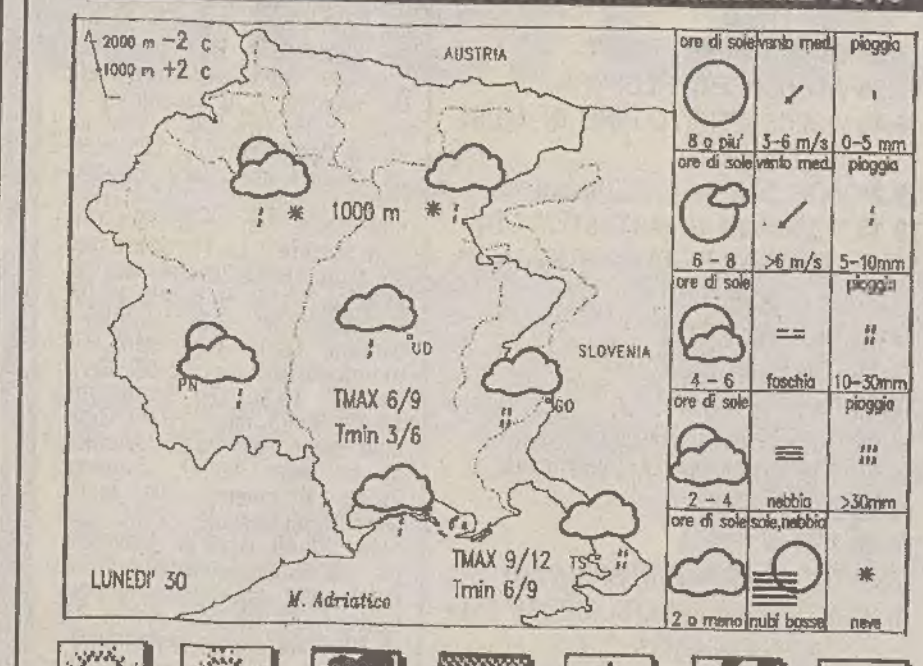 2000 m -2 c
1000 m +2 c
AUSTRIA
1000 m
UD
SLOVENIA
PN
TMAX 6/9
Tmin 3/6
GO
TMAX 9/12
TS
Tmin 6/9
LUNEDI' 30
M. Adriatico
ore di sole vento med. pioggia
8 o piu' 3-6 m/s 0-5 mm
ore di sole vento med. pioggia
6 - 8 >6 m/s 5-10mm
ore di sole pioggia
4 - 6 foschia 10-30mm
ore di sole pioggia
2 - 4 nebbia >30mm
ore di sole sole,nebbia
2 o meno nubi basse neve